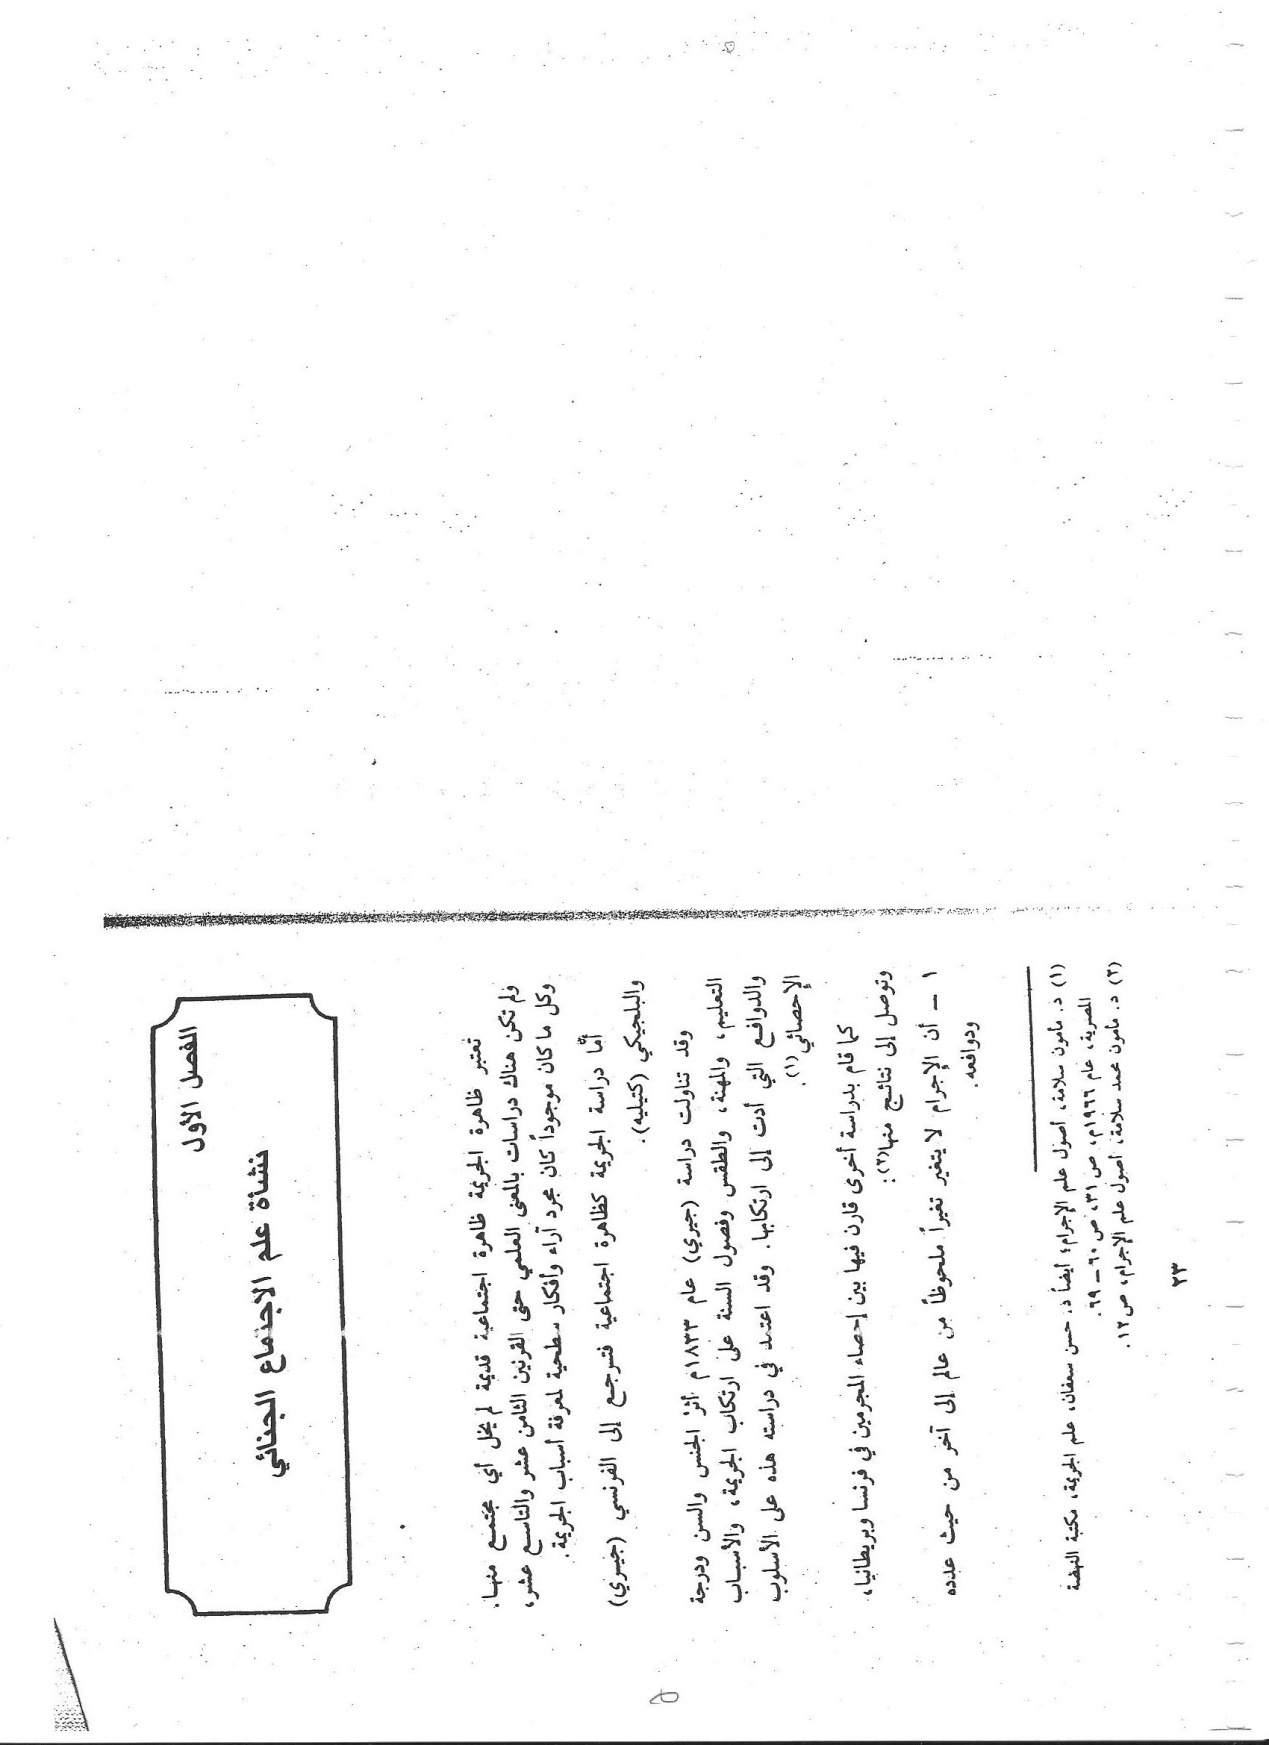 الفصل الأول
نشأة علم الاجتماع الجنائي
تعتبر ظاهرة الجريمة ظاهرة اجتماعية قديمة لم يخل أي مجتمع منها.
ولم تكن هناك دراسات بالمعنى العلمي حتى القرنين الثامن عشر والتاسع عشر،
وكل ما كان موجوداً كان مجرد آراء وأفكار سطحية لمعرفة أسباب الجريمة.
أمّا دراسة الجريمة كظاهرة اجتماعية فترجع إلى الفرنسي (جيري)
والبلجيكي (كتيليه).
وقد تناولت دراسة (جيري) عام ١٨٣٣م أثر الجنس والسن ودرجة
التعليم، والمهنة، والطقس وفصول السنة على ارتكاب الجريمة، والأسباب
والدوافع التي أدت إلى ارتكابها. وقد اعتمد في دراسته هذه على الأسلوب
الإحصائي(١).
كما قام بدراسة أخرى قارن فيها بين إحصاء المجرمين في فرنسا وبريطانيا،
وتوصل إلى نتائج منها(٢):
١ – أن الإجرام لا يتغير تغيراً ملحوظاً من عالم إلى آخر من حيث عدده
ودوافعه.
(١) د. مأمون سلامة، أصول علم الإجرام؛ أيضاً د. حسن سعفان، علم الجريمة، مكتبة النهضة
المصرية، عام ١٩٦٦م، ص ٣١، ص ٦٠ – ٦٩.
(٢) د. مأمون محمد سلامة، أصول علم الإجرام، ص ١٢.
٢٣
٥